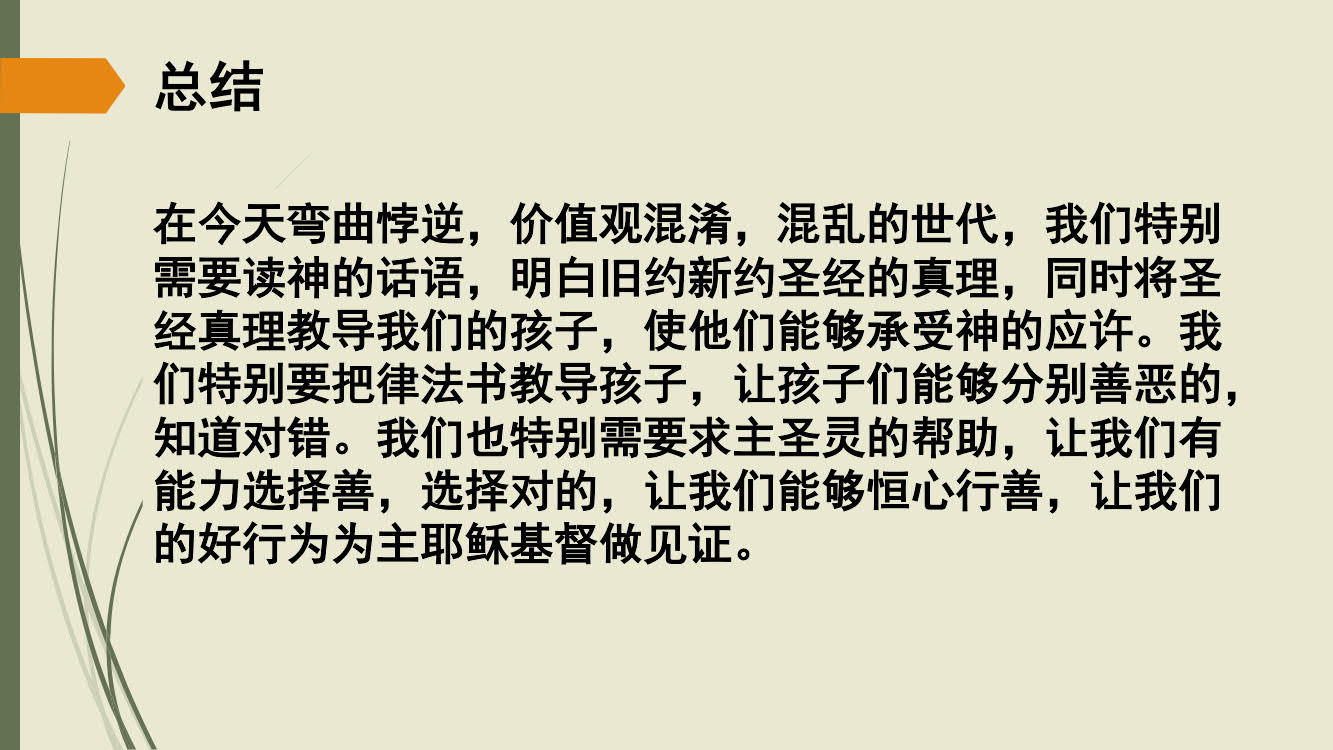 总结
在今天弯曲悖逆，价值观混淆，混乱的世代，我们特别
需要读神的话语，明白旧约新约圣经的真理，同时将圣
经真理教导我们的孩子，使他们能够承受神的应许。我
们特别要把律法书教导孩子，让孩子们能够分别善恶的，
知道对错。我们也特别需要求主圣灵的帮助，让我们有
能力选择善，选择对的，让我们能够恒心行善，让我们
的好行为为主耶稣基督做见证。